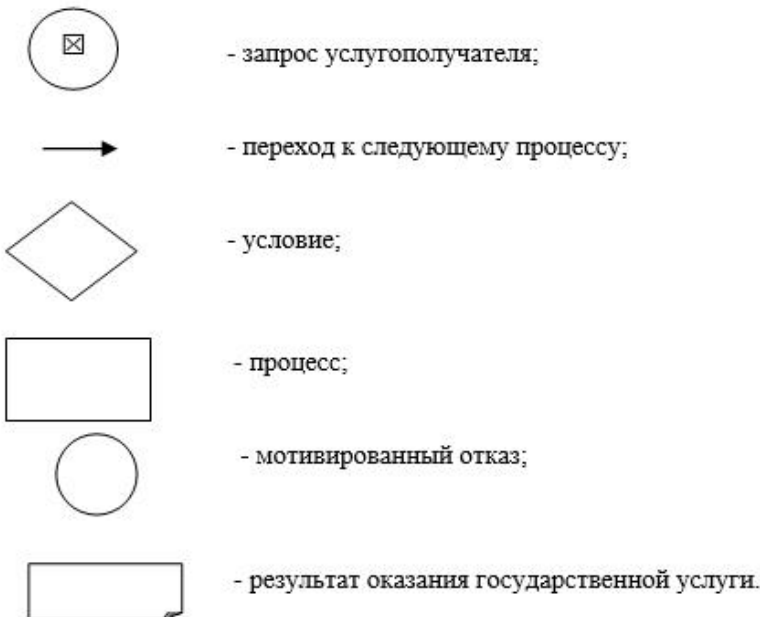 - запрос услугополучателя;
- переход к следующему процессу;
- условие;
- процесс;
- мотивированный отказ;
- результат оказания государственной услуги.